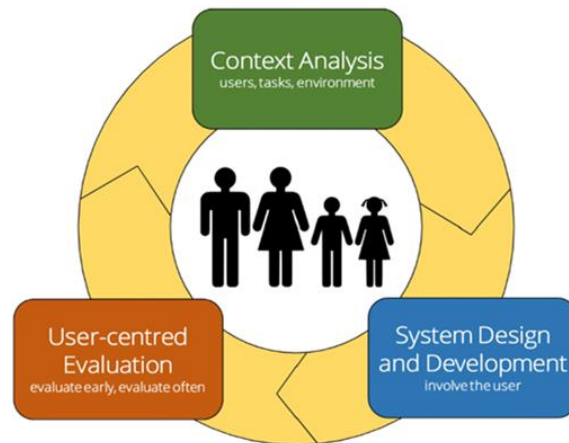 Context Analysis
users, tasks, environment
User-centred
Evaluation
evaluate early, evaluate often
System Design
and Development
involve the user